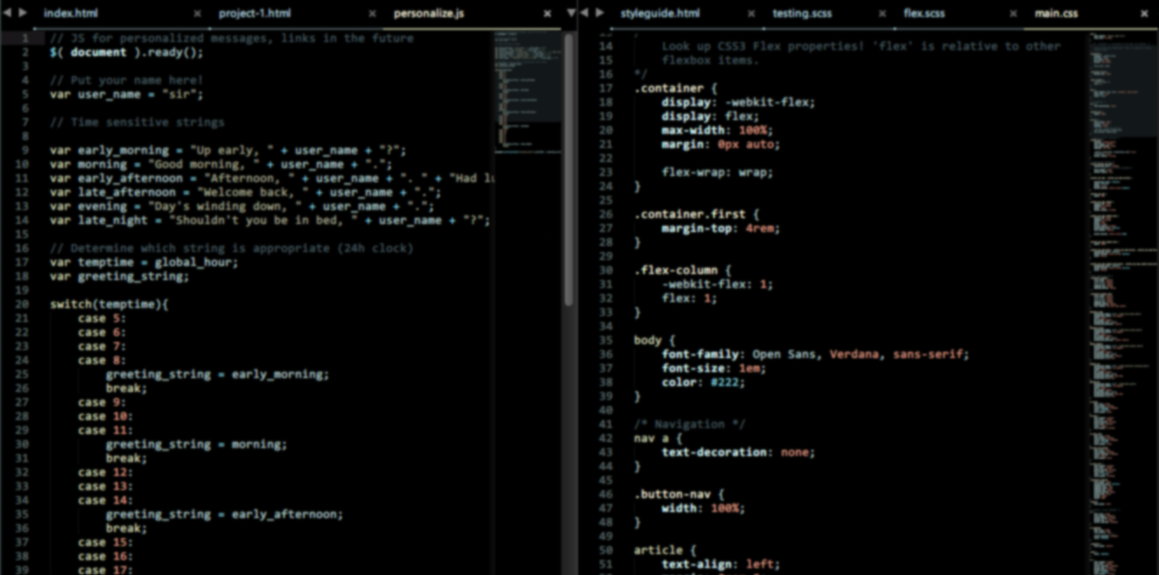 index.html project-1.html personalize.js
1 // JS for personalized messages, links in the future
2 $( document ).ready();
3
4 // Put your name here!
5 var user_name = "sir";
6
7 // Time sensitive strings
8
9 var early_morning = "Up early, " + user_name + "?";
10 var morning = "Good morning, " + user_name + ".";
11 var early_afternoon = "Afternoon, " + user_name + ". " + "Had lu
12 var late_afternoon = "Welcome back, " + user_name + ".";
13 var evening = "Day's winding down, " + user_name + ".";
14 var late_night = "Shouldn't you be in bed, " + user_name + "?";
15
16 // Determine which string is appropriate (24h clock)
17 var temptime = global_hour;
18 var greeting_string;
19
20 switch(temptime){
21 case 5:
22 case 6:
23 case 7:
24 case 8:
25 greeting_string = early_morning;
26 break;
27 case 9:
28 case 10:
29 case 11:
30 greeting_string = morning;
31 break;
32 case 12:
33 case 13:
34 case 14:
35 greeting_string = early_afternoon;
36 break;
37 case 15:
38 case 16:
39 case 17:
styleguide.html testing.scss flex.scss main.css
14 Look up CSS3 Flex properties! 'flex' is relative to other
15 flexbox items.
16 */
17 .container {
18 display: -webkit-flex;
19 display: flex;
20 max-width: 100%;
21 margin: 0px auto;
22
23 flex-wrap: wrap;
24 }
25
26 .container.first {
27 margin-top: 4rem;
28 }
29
30 .flex-column {
31 -webkit-flex: 1;
32 flex: 1;
33 }
34
35 body {
36 font-family: Open Sans, Verdana, sans-serif;
37 font-size: 1em;
38 color: #222;
39 }
40
41 /* Navigation */
42 nav a {
43 text-decoration: none;
44 }
45
46 .button-nav {
47 width: 100%;
48 }
49
50 article {
51 text-align: left;